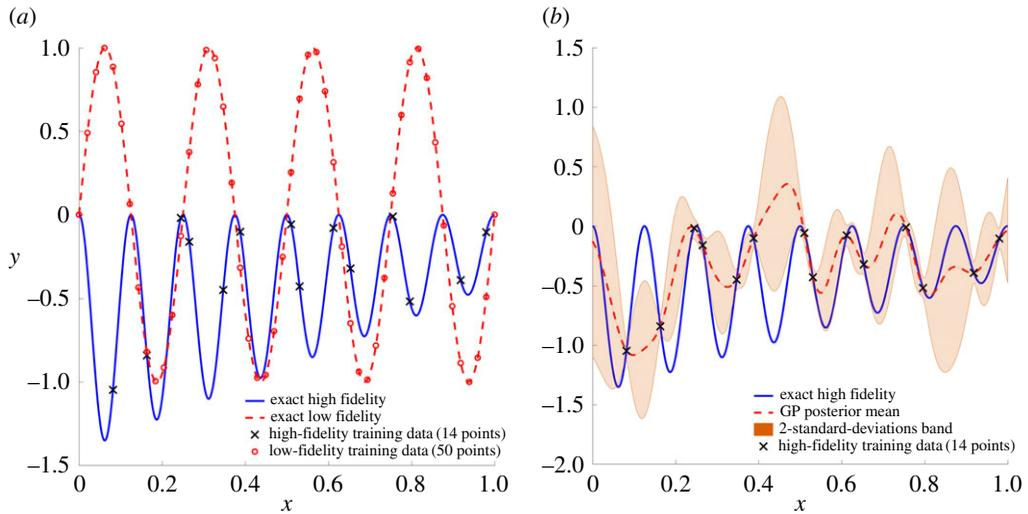 (a)
(b)
1.0
0.5
0
−0.5
−1.0
−1.5
y
0
0.2
0.4
0.6
0.8
1.0
x
exact high fidelity
exact low fidelity
high-fidelity training data (14 points)
low-fidelity training data (50 points)
1.5
1.0
0.5
0
−0.5
−1.0
−1.5
−2.0
0
0.2
0.4
0.6
0.8
1.0
x
exact high fidelity
GP posterior mean
2-standard-deviations band
high-fidelity training data (14 points)